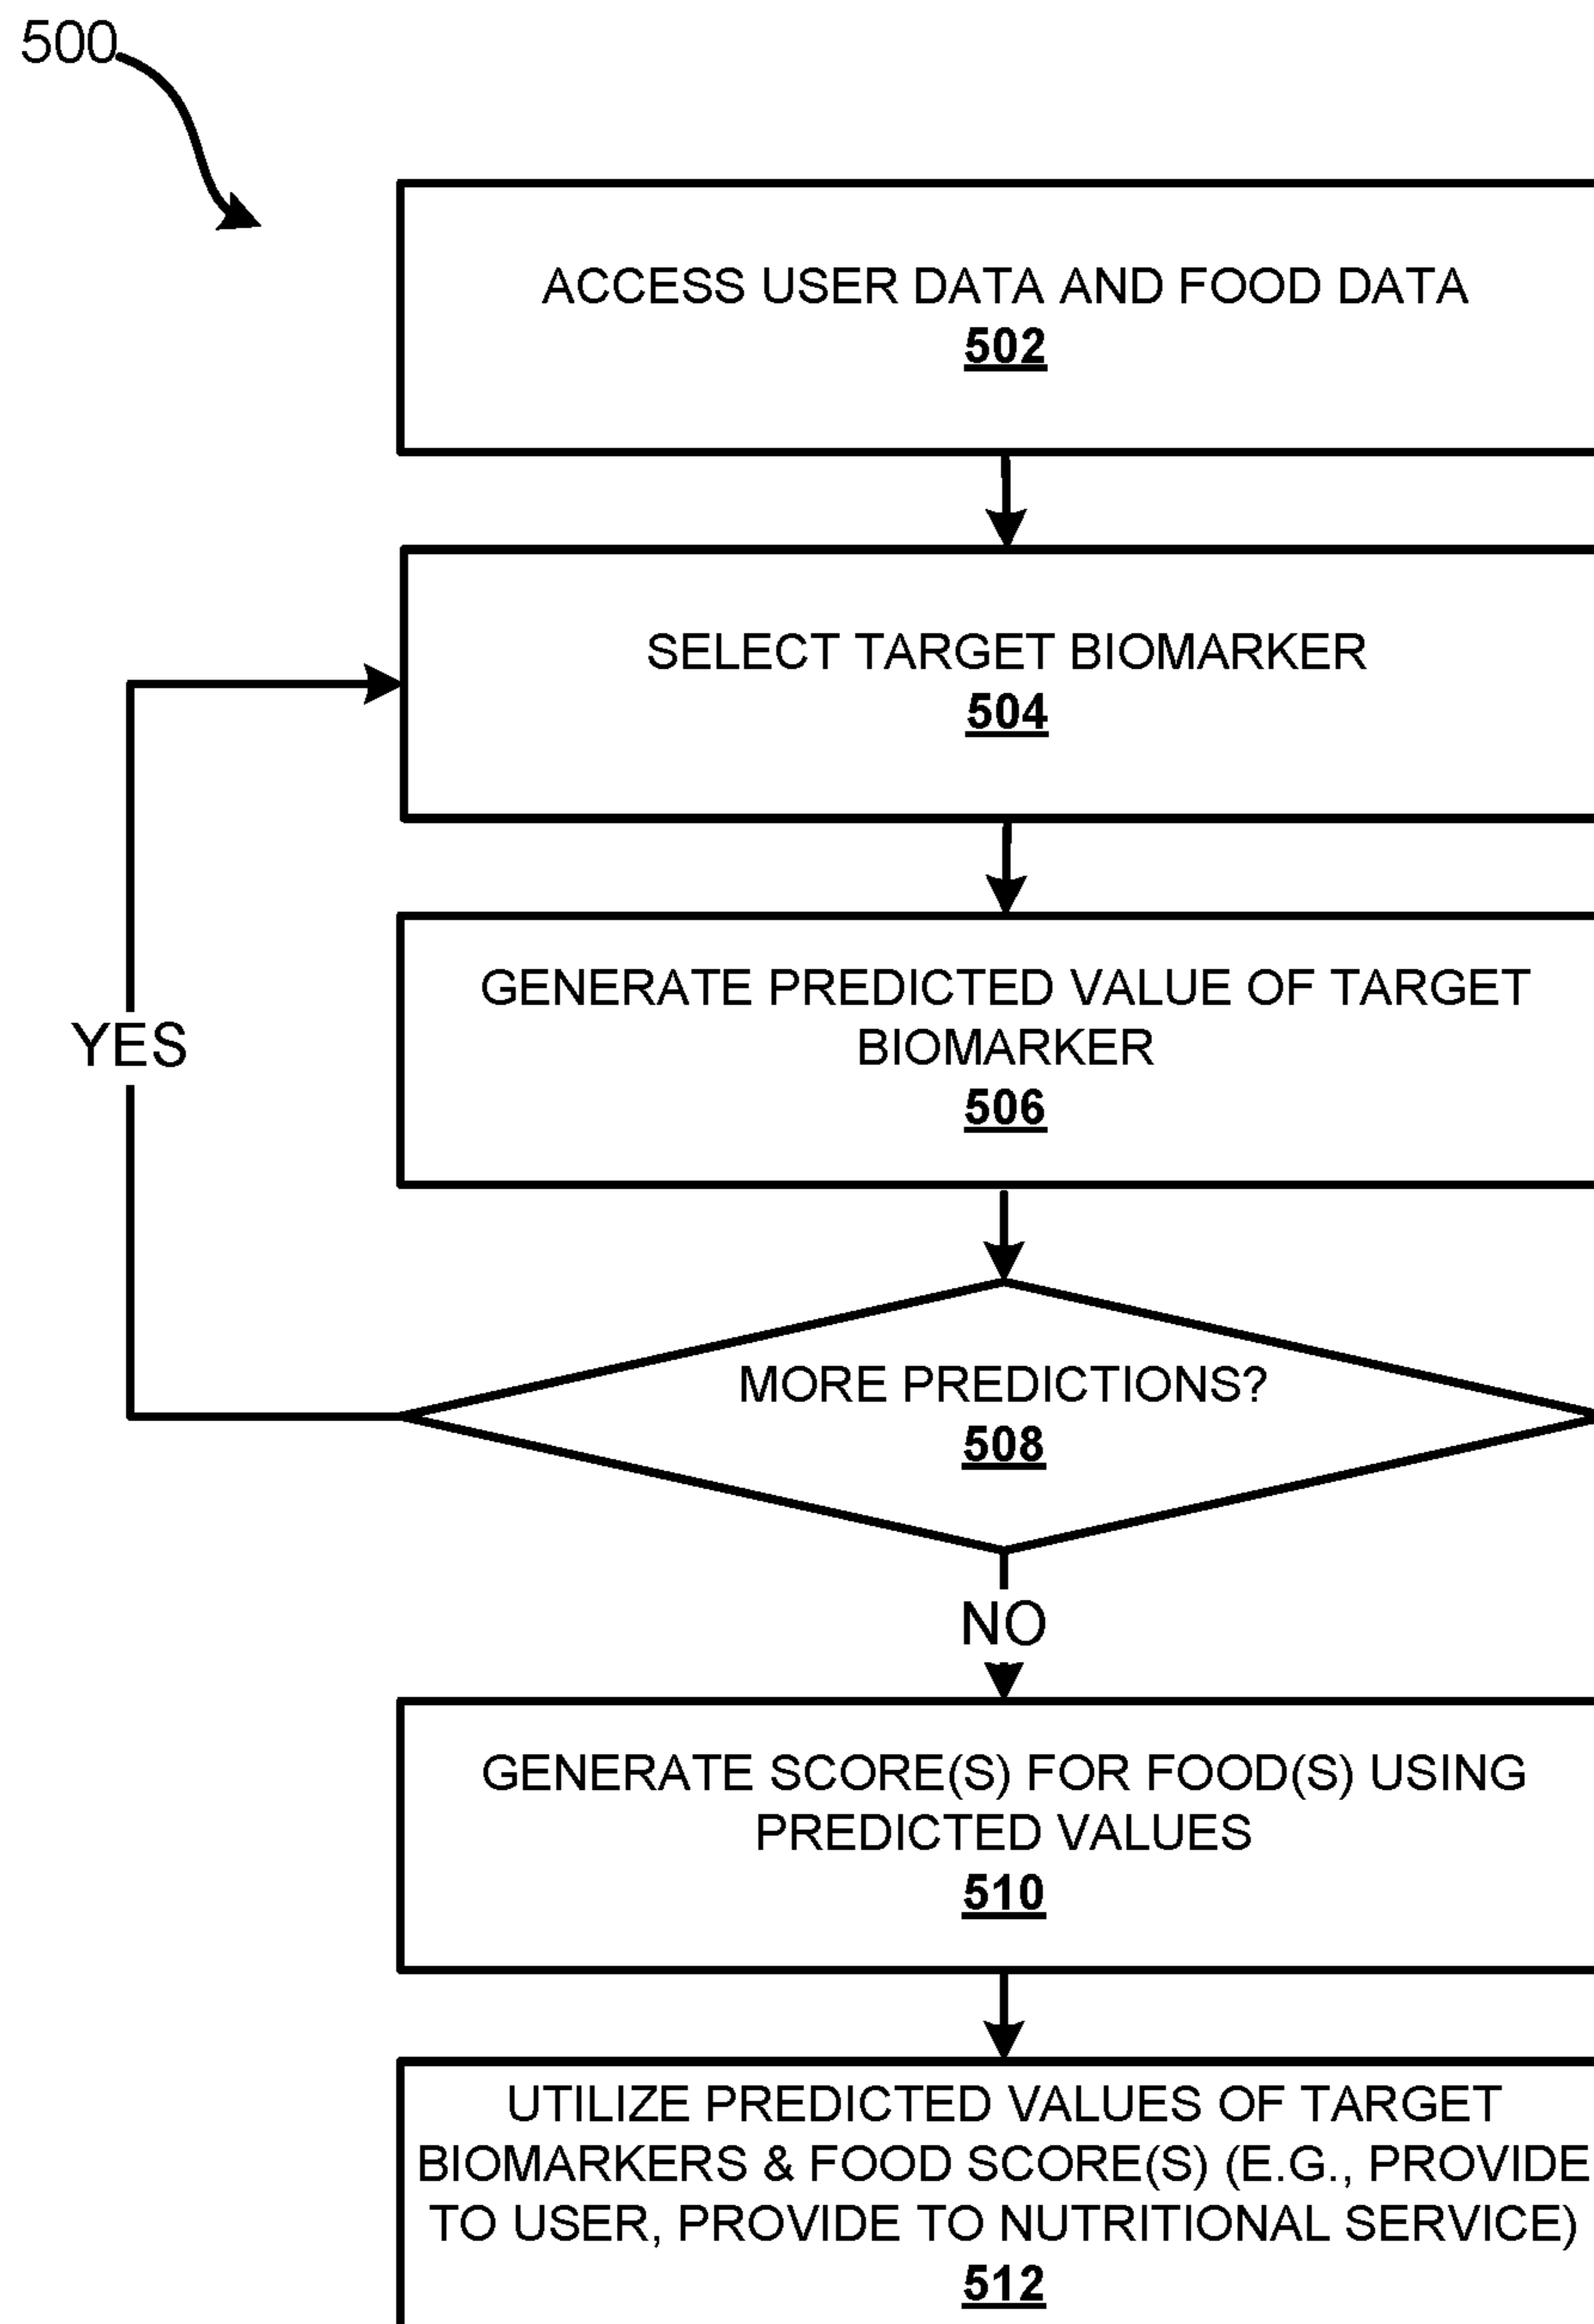 500
ACCESS USER DATA AND FOOD DATA
502
SELECT TARGET BIOMARKER
504
GENERATE PREDICTED VALUE OF TARGET
BIOMARKER
506
YES
MORE PREDICTIONS?
508
NO
GENERATE SCORE(S) FOR FOOD(S) USING
PREDICTED VALUES
510
UTILIZE PREDICTED VALUES OF TARGET
BIOMARKERS & FOOD SCORE(S) (E.G., PROVIDE
TO USER, PROVIDE TO NUTRITIONAL SERVICE)
512